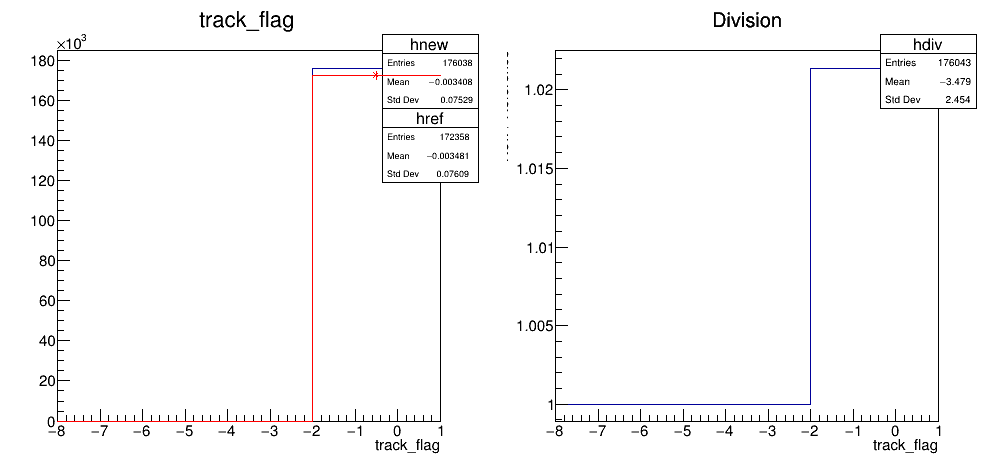 track_flag
×10³
hnew
Entries 176038
Mean −0.003408
Std Dev 0.07529
href
Entries 172358
Mean −0.003481
Std Dev 0.07609
180
160
140
120
100
80
60
40
20
0
−8 −7 −6 −5 −4 −3 −2 −1 0 1
track_flag
Division
hdiv
Entries 176043
Mean −3.479
Std Dev 2.454
1.02
1.015
1.01
1.005
1
−8 −7 −6 −5 −4 −3 −2 −1 0 1
track_flag